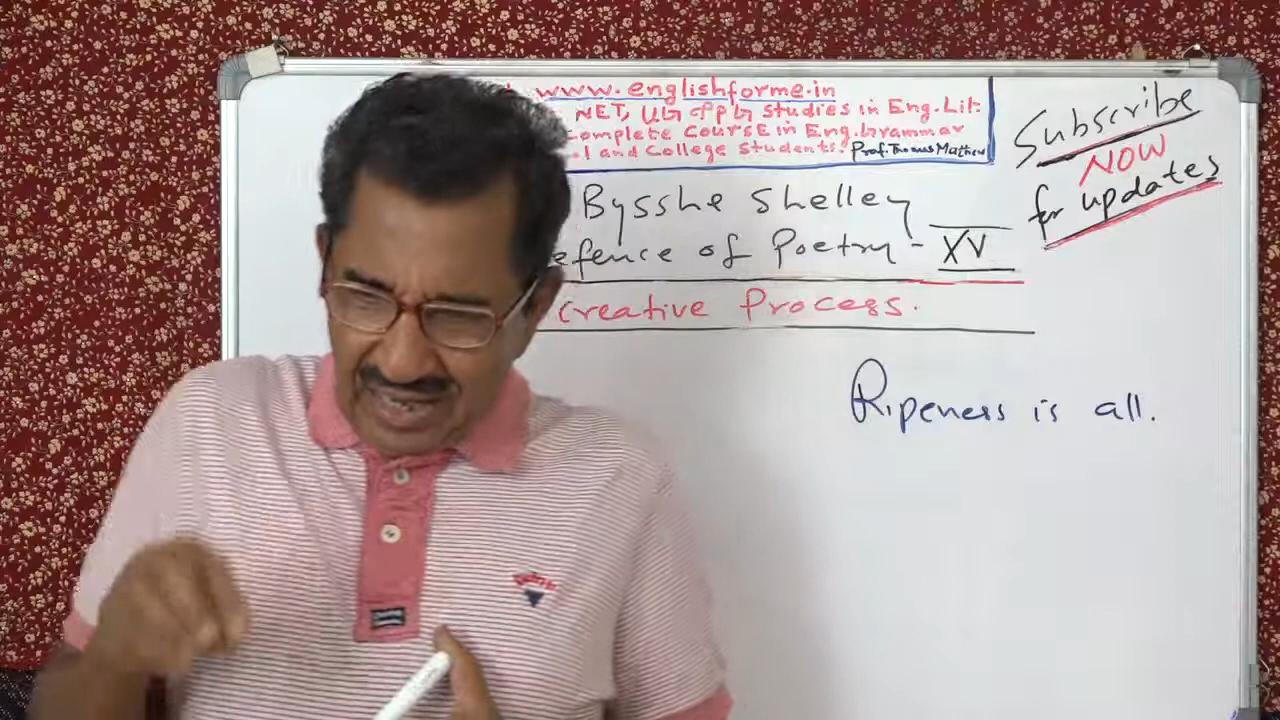 www.englishforme.in
NET, UG & PG Studies in Eng.Lit.
Complete Course in Eng.Grammar
l and College Students. Prof.Thomas Mathew
Bysshe Shelley
efence of Poetry - XV
Creative Process.
Ripeness is all.
Subscribe
NOW
for updates